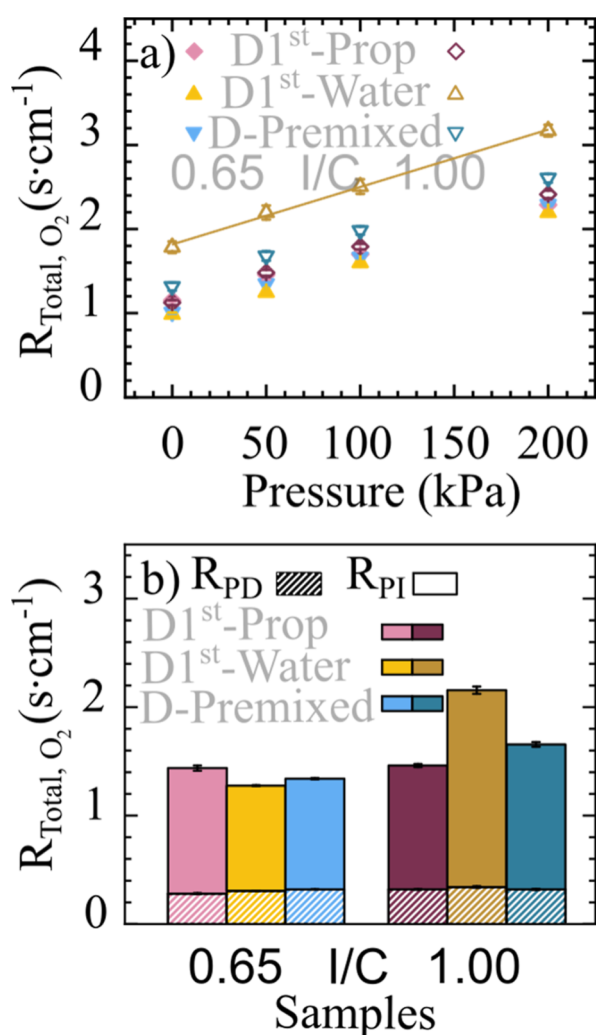 a)
D1st-Prop
D1st-Water
D-Premixed
0.65 I/C 1.00
4
3
2
1
0
RTotal, O2(s·cm-1)
0 50 100 150 200
Pressure (kPa)
b) RPD RPI
D1st-Prop
D1st-Water
D-Premixed
3
2
1
0
RTotal, O2(s·cm-1)
0.65 I/C 1.00
Samples